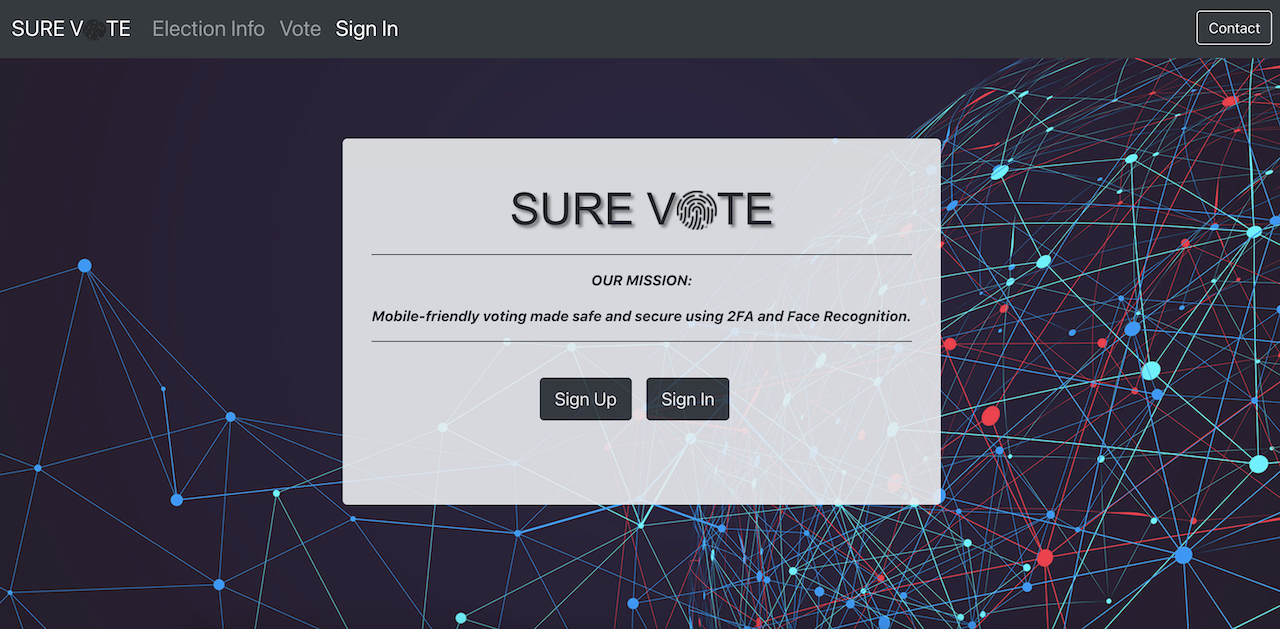 SURE VOTE Election Info Vote Sign In Contact
SURE VOTE
OUR MISSION:
Mobile-friendly voting made safe and secure using 2FA and Face Recognition.
Sign Up Sign In